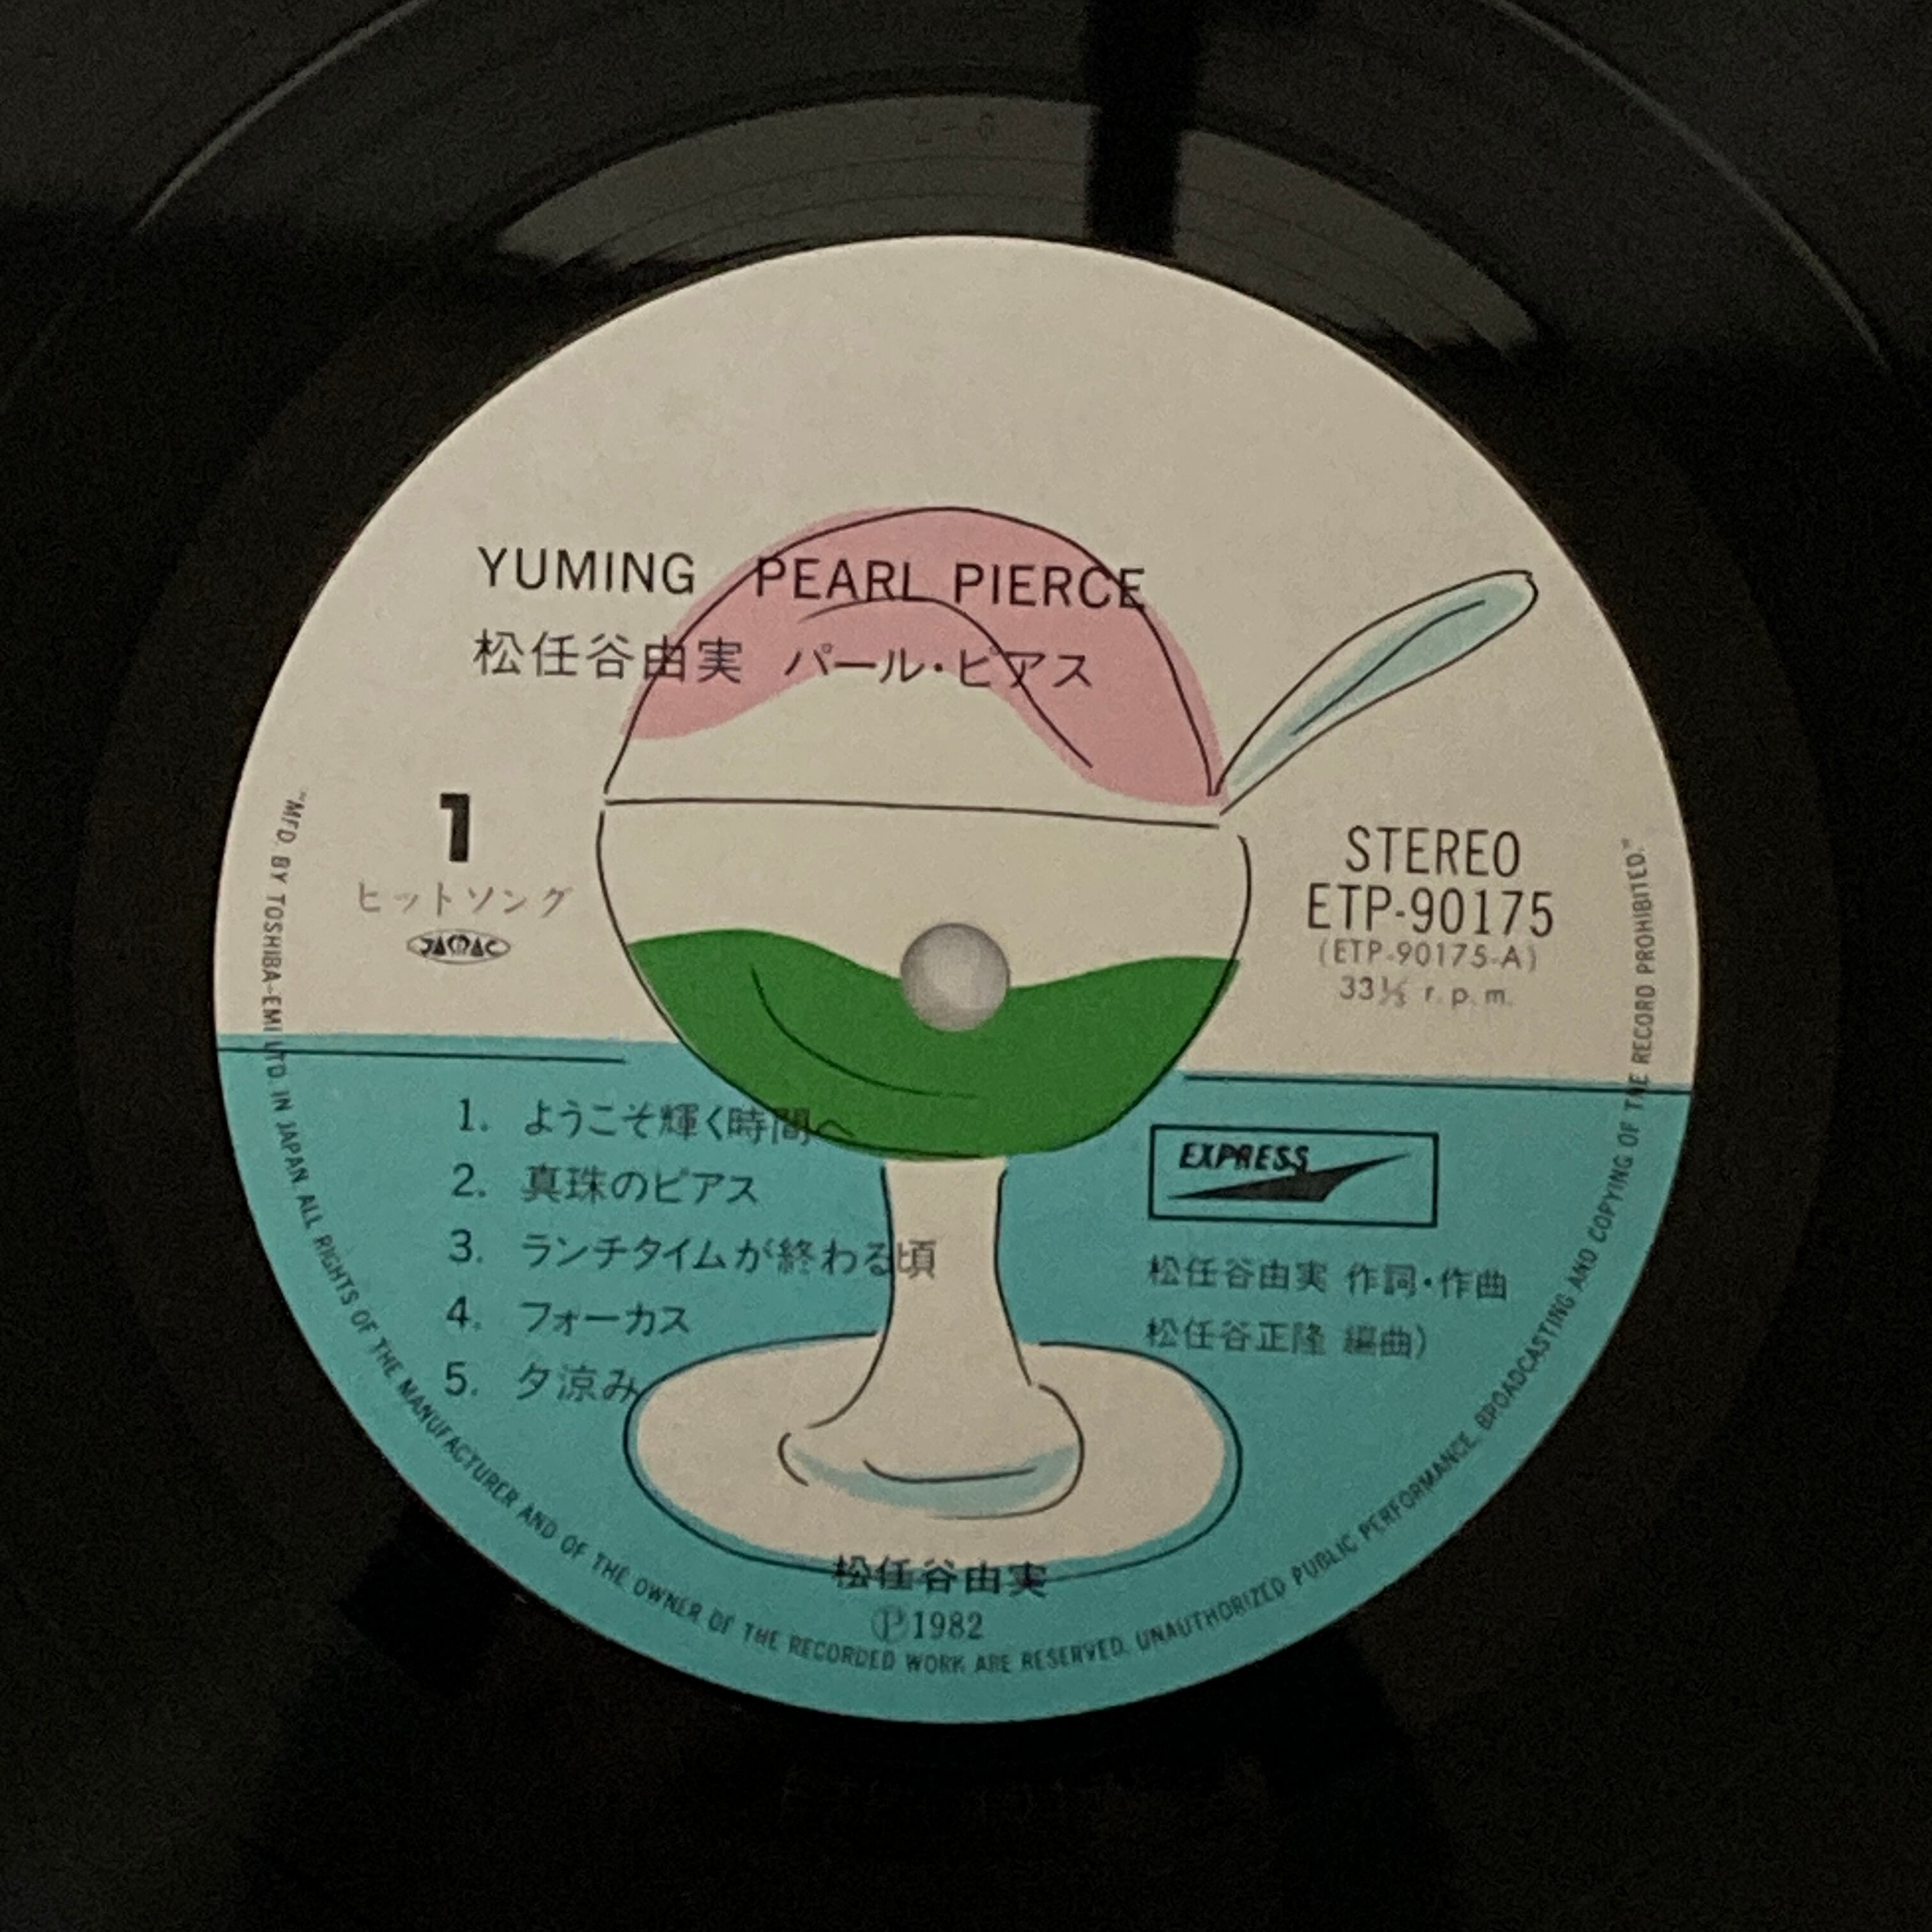 YUMING PEARL PIERCE
松任谷由実 パール・ピアス
1
ヒットソング
JASRAC
STEREO
ETP-90175
(ETP-90175-A)
33⅓ r.p.m.
1. ようこそ輝く時間へ
2. 真珠のピアス
3. ランチタイムが終わる頃
4. フォーカス
5. 夕涼み
EXPRESS
松任谷由実 作詞・作曲
松任谷正隆 編曲)
松任谷由実
Ⓟ1982
"MFD. BY TOSHIBA-EMI LTD. IN JAPAN ALL RIGHTS OF THE MANUFACTURER AND OF THE OWNER OF THE RECORDED WORK ARE RESERVED. UNAUTHORIZED PUBLIC PERFORMANCE. BROADCASTING AND COPYING OF THE RECORD PROHIBITED."